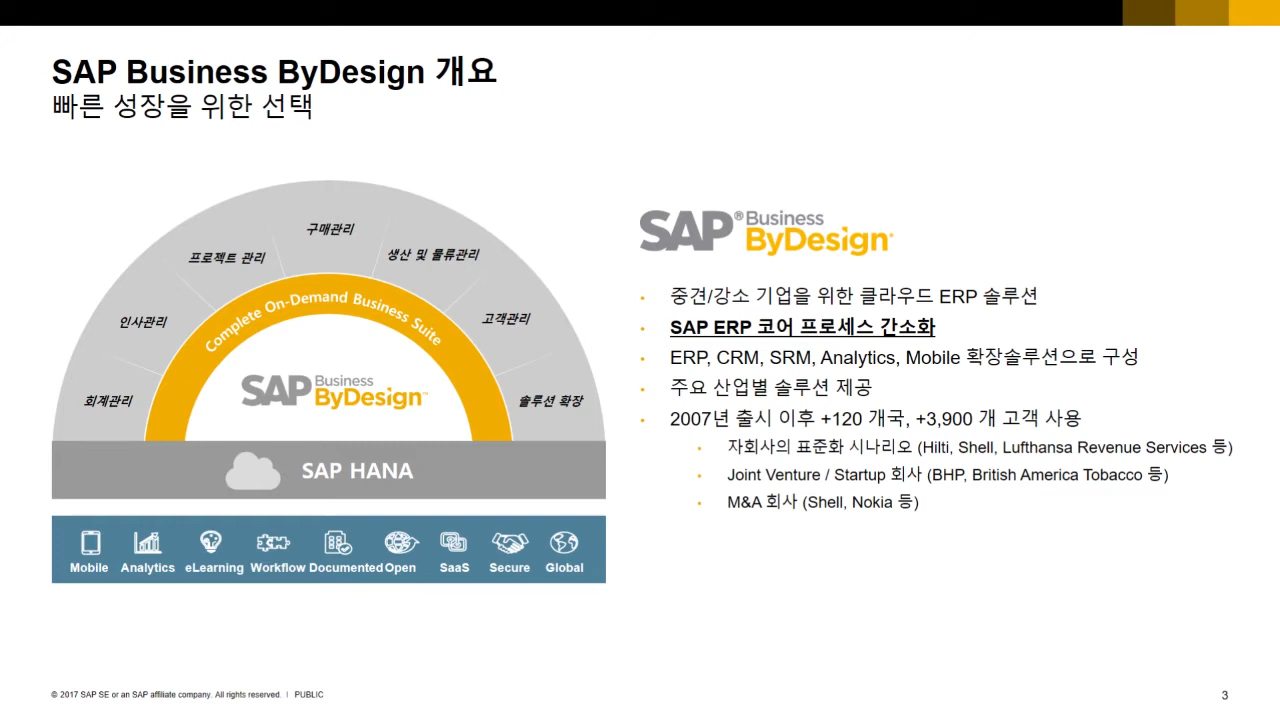 SAP Business ByDesign 개요
빠른 성장을 위한 선택
구매관리
프로젝트 관리
생산 및 물류관리
인사관리
고객관리
회계관리
솔루션 확장
Complete On-Demand Business Suite
SAP Business ByDesign™
SAP HANA
Mobile Analytics eLearning Workflow Documented Open SaaS Secure Global
SAP® Business ByDesign®
• 중견/강소 기업을 위한 클라우드 ERP 솔루션
• SAP ERP 코어 프로세스 간소화
• ERP, CRM, SRM, Analytics, Mobile 확장솔루션으로 구성
• 주요 산업별 솔루션 제공
• 2007년 출시 이후 +120 개국, +3,900 개 고객 사용
• 자회사의 표준화 시나리오 (Hilti, Shell, Lufthansa Revenue Services 등)
• Joint Venture / Startup 회사 (BHP, British America Tobacco 등)
• M&A 회사 (Shell, Nokia 등)
© 2017 SAP SE or an SAP affiliate company. All rights reserved. | PUBLIC
3